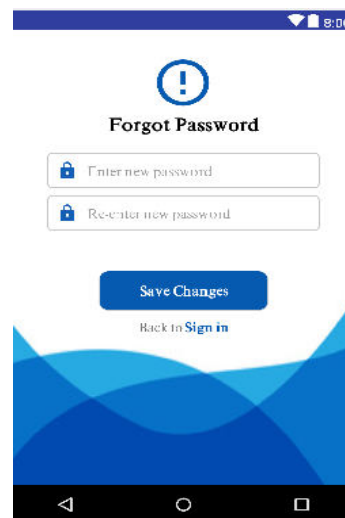 8:00
Forgot Password
Enter new password
Re-enter new password
Save Changes
Back to Sign in